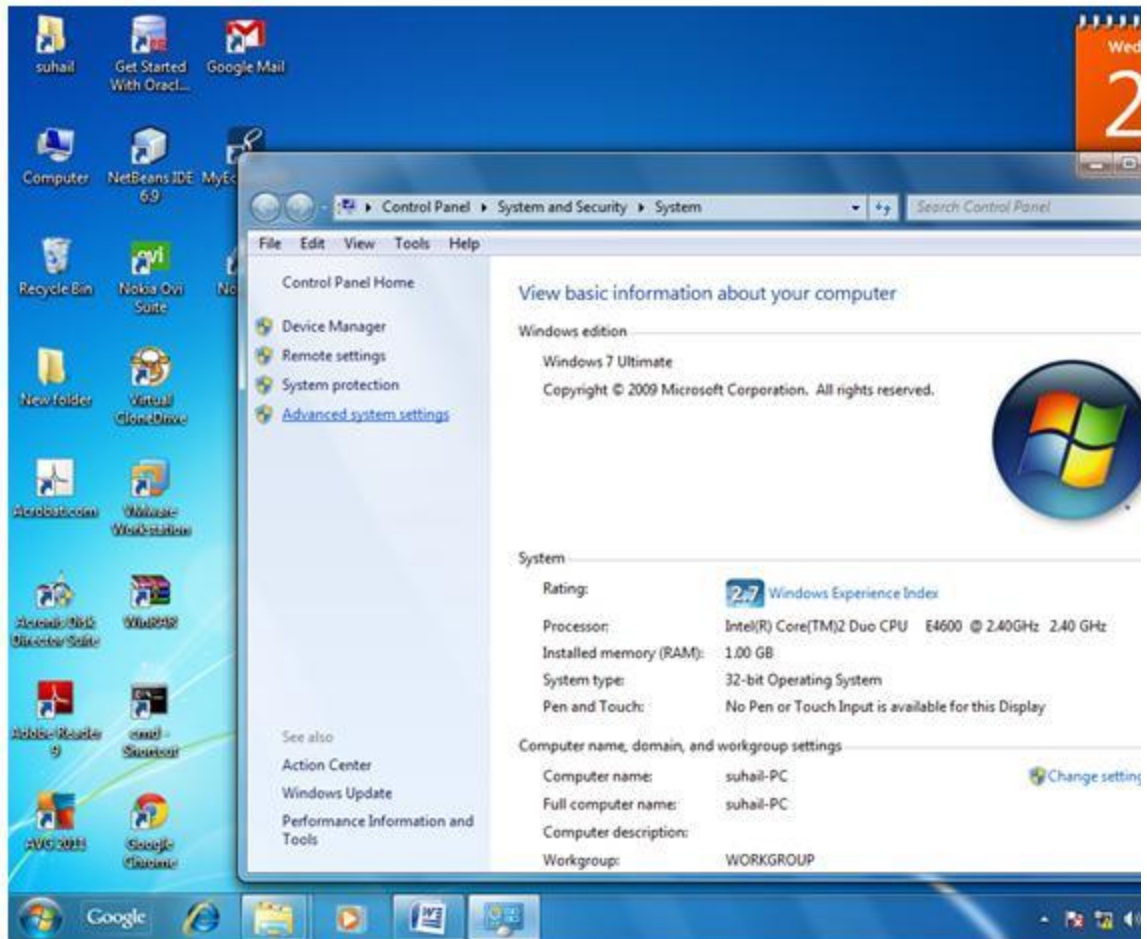 suhail
Get Started With Oracl...
Google Mail
Wed
2
Computer
NetBeans IDE 6.9
MyEc
Recycle Bin
Nokia Ovi Suite
No
New folder
Virtual CloneDrive
Acrobat.com
VMware Workstation
Acronis Disk Director Suite
WinRAR
Adobe Reader 9
cmd - Shortcut
AVG 2011
Google Chrome
Control Panel ▸ System and Security ▸ System
Search Control Panel
File Edit View Tools Help
Control Panel Home
Device Manager
Remote settings
System protection
Advanced system settings
See also
Action Center
Windows Update
Performance Information and Tools
View basic information about your computer
Windows edition
Windows 7 Ultimate
Copyright © 2009 Microsoft Corporation. All rights reserved.
System
Rating: 2.7 Windows Experience Index
Processor: Intel(R) Core(TM)2 Duo CPU E4600 @ 2.40GHz 2.40 GHz
Installed memory (RAM): 1.00 GB
System type: 32-bit Operating System
Pen and Touch: No Pen or Touch Input is available for this Display
Computer name, domain, and workgroup settings
Computer name: suhail-PC
Change setting
Full computer name: suhail-PC
Computer description:
Workgroup: WORKGROUP
Google